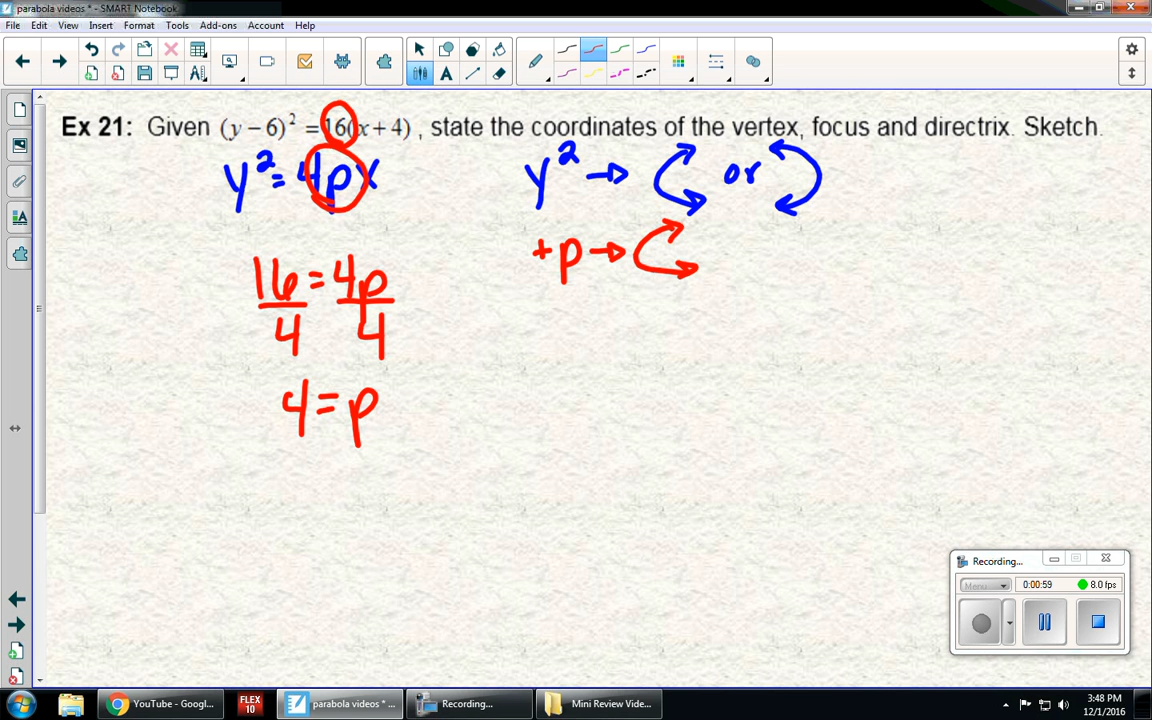 parabola videos * - SMART Notebook
File Edit View Insert Format Tools Add-ons Account Help
Ex 21: Given (y − 6)² = 16(x + 4) , state the coordinates of the vertex, focus and directrix. Sketch.
y² = 4px
y² → or
+p →
16 = 4p
4 4
4 = p
Recording...
Menu 0:00:59 8.0 fps
YouTube - Googl...
FLEX 10
parabola videos * ...
Recording...
Mini Review Vide...
3:48 PM
12/1/2016